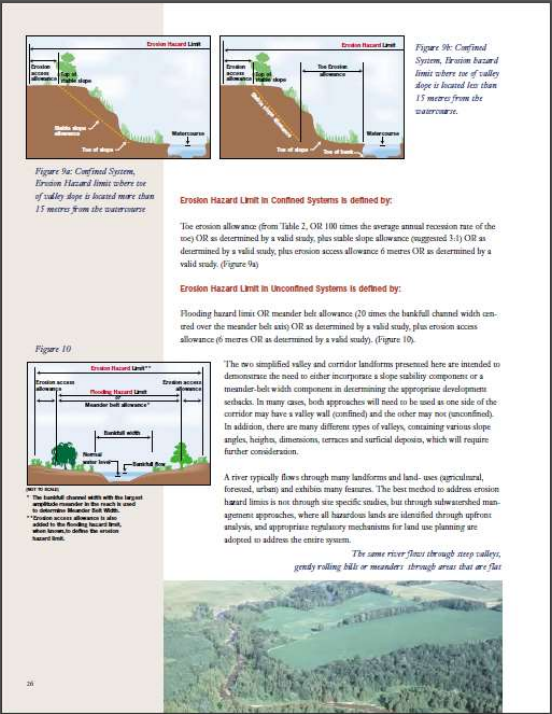 Erosion Hazard Limit
Erosion
access
allowance
Top of
stable slope
Stable slope
allowance
Toe of slope
Watercourse
Erosion Hazard Limit
Erosion
access
allowance
Top of
stable slope
Toe Erosion
allowance
Stable slope allowance
Toe of slope
Toe of bank
Watercourse
Figure 9b: Confined
System, Erosion hazard
limit where toe of valley
slope is located less than
15 metres from the
watercourse.
Figure 9a: Confined System,
Erosion Hazard limit where toe
of valley slope is located more than
15 metres from the watercourse
Erosion Hazard Limit in Confined Systems is defined by:
Toe erosion allowance (from Table 2, OR 100 times the average annual recession rate of the
toe) OR as determined by a valid study, plus stable slope allowance (suggested 3:1) OR as
determined by a valid study, plus erosion access allowance 6 metres OR as determined by a
valid study. (Figure 9a)
Erosion Hazard Limit in Unconfined Systems is defined by:
Flooding hazard limit OR meander belt allowance (20 times the bankfull channel width cen-
tred over the meander belt axis) OR as determined by a valid study, plus erosion access
allowance (6 metres OR as determined by a valid study). (Figure 10).
Figure 10
Erosion Hazard Limit**
Erosion access
allowance
Erosion access
allowance
Flooding Hazard Limit
or
Meander belt allowance*
Bankfull width
Normal
water level
Bankfull flow
(NOT TO SCALE)
* The bankfull channel width with the largest
amplitude meander in the reach is used
to determine Meander Belt Width.
**Erosion access allowance is also
added to the flooding hazard limit,
when known,to define the erosion
hazard limit.
The two simplified valley and corridor landforms presented here are intended to
demonstrate the need to either incorporate a slope stability component or a
meander-belt width component in determining the appropriate development
setbacks. In many cases, both approaches will need to be used as one side of the
corridor may have a valley wall (confined) and the other may not (unconfined).
In addition, there are many different types of valleys, containing various slope
angles, heights, dimensions, terraces and surficial deposits, which will require
further consideration.
A river typically flows through many landforms and land- uses (agricultural,
forested, urban) and exhibits many features. The best method to address erosion
hazard limits is not through site specific studies, but through subwatershed man-
agement approaches, where all hazardous lands are identified through upfront
analysis, and appropriate regulatory mechanisms for land use planning are
adopted to address the entire system.
The same river flows through steep valleys,
gently rolling hills or meanders through areas that are flat
26